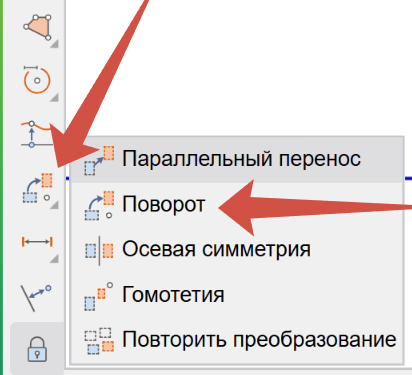 Параллельный перенос
Поворот
Осевая симметрия
Гомотетия
Повторить преобразование